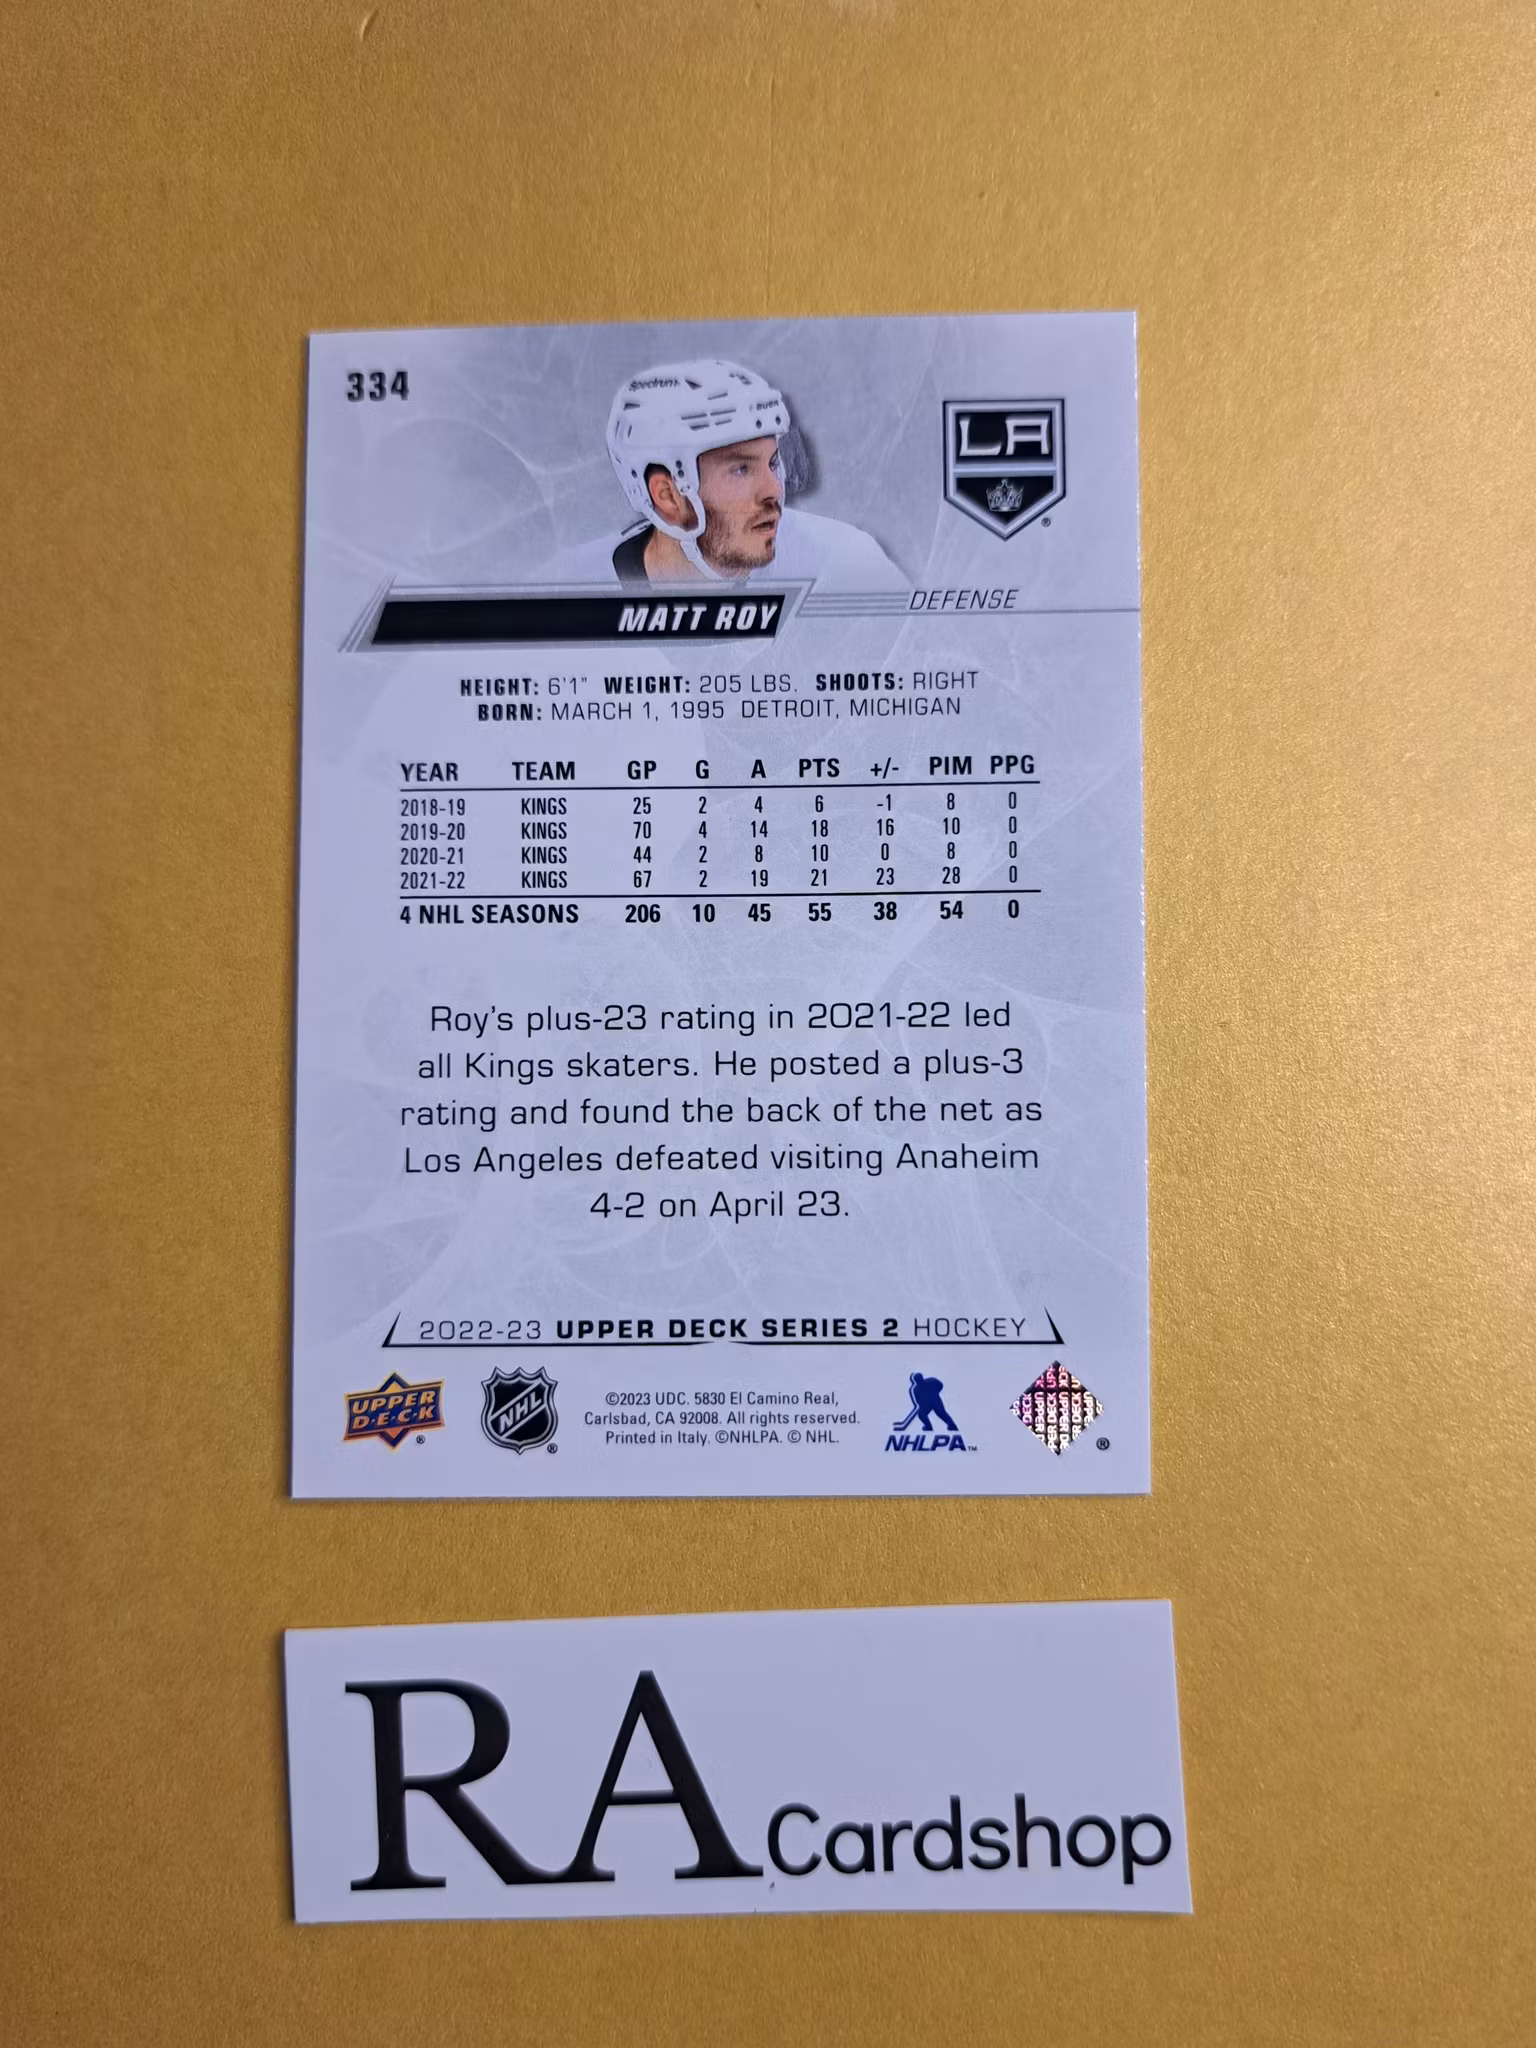 334
Spectrum
BAUER
LA
MATT ROY
DEFENSE
HEIGHT: 6'1" WEIGHT: 205 LBS. SHOOTS: RIGHT
BORN: MARCH 1, 1995 DETROIT, MICHIGAN
YEAR TEAM GP G A PTS +/- PIM PPG
2018-19 KINGS 25 2 4 6 -1 8 0
2019-20 KINGS 70 4 14 18 16 10 0
2020-21 KINGS 44 2 8 10 0 8 0
2021-22 KINGS 67 2 19 21 23 28 0
4 NHL SEASONS 206 10 45 55 38 54 0
Roy's plus-23 rating in 2021-22 led
all Kings skaters. He posted a plus-3
rating and found the back of the net as
Los Angeles defeated visiting Anaheim
4-2 on April 23.
2022-23 UPPER DECK SERIES 2 HOCKEY
UPPER
D·E·C·K
®
NHL
®
©2023 UDC. 5830 El Camino Real,
Carlsbad, CA 92008. All rights reserved.
Printed in Italy. ©NHLPA. © NHL.
NHLPA™
UPPER DECK
®
RA Cardshop